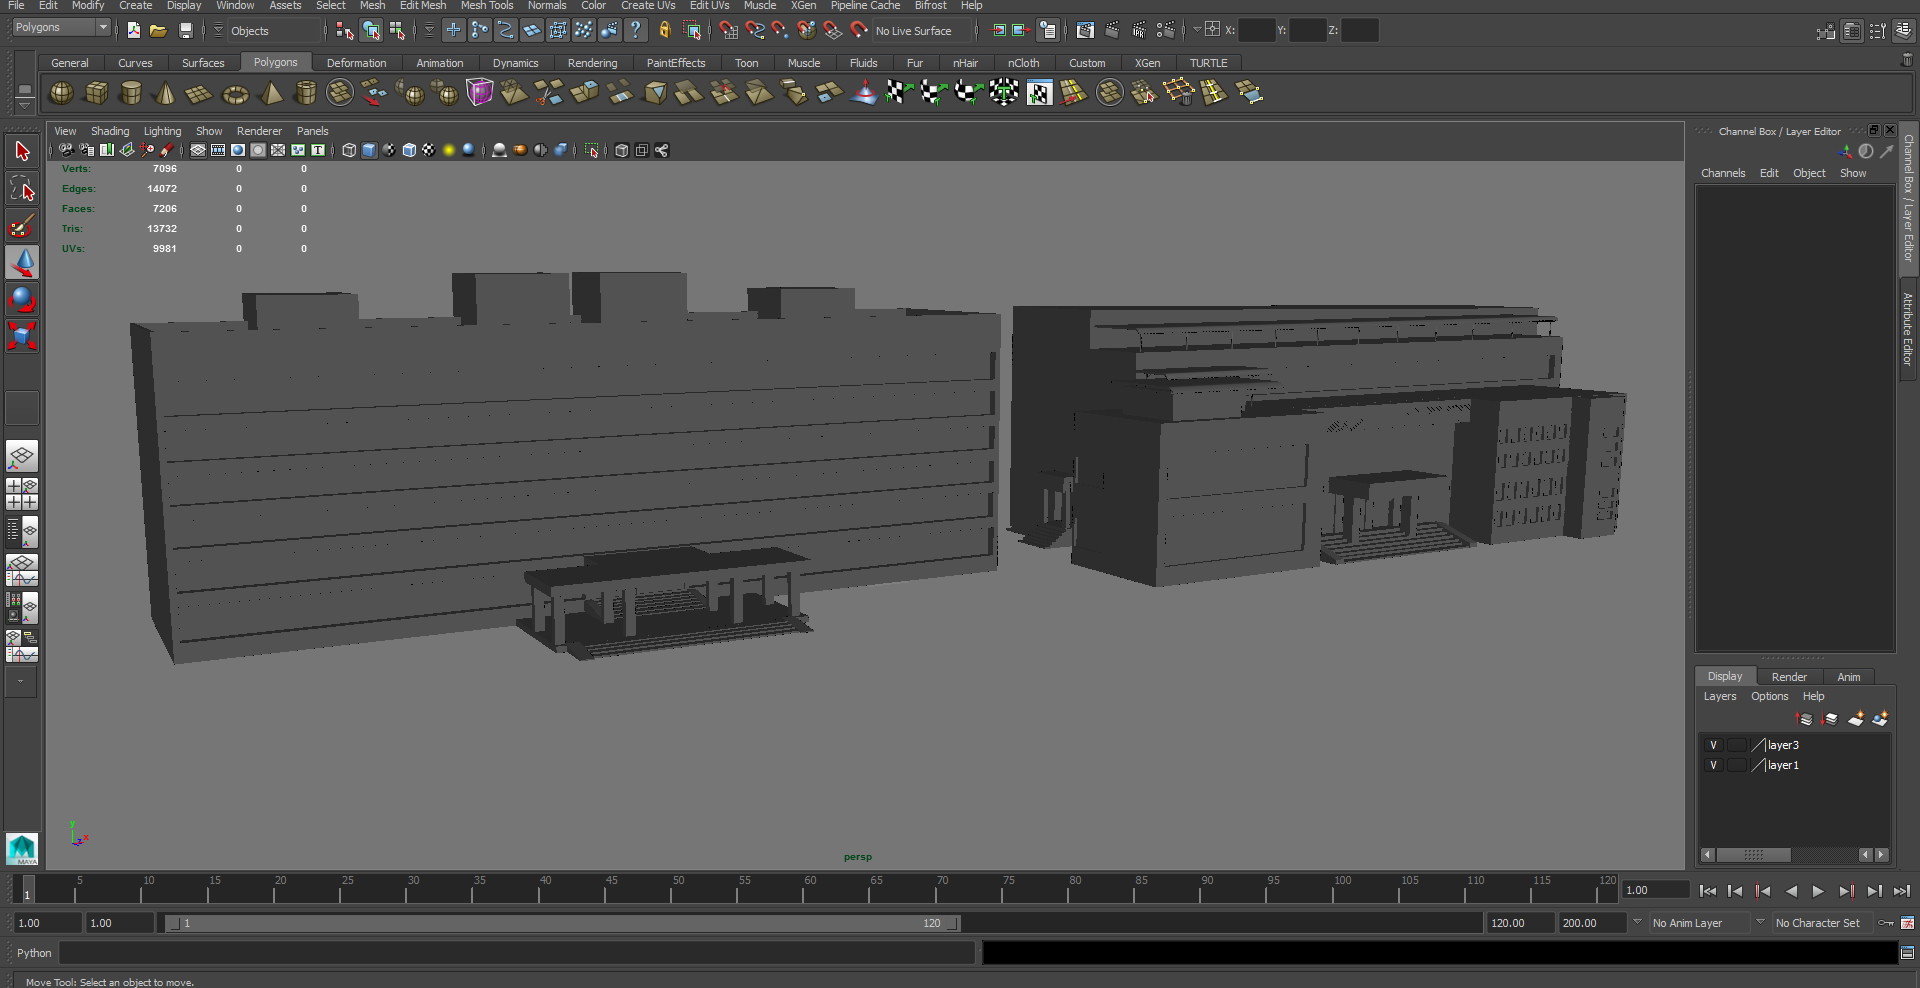 File Edit Modify Create Display Window Assets Select Mesh Edit Mesh Mesh Tools Normals Color Create UVs Edit UVs Muscle XGen Pipeline Cache Bifrost Help
Polygons Objects No Live Surface X: Y: Z:
General Curves Surfaces Polygons Deformation Animation Dynamics Rendering PaintEffects Toon Muscle Fluids Fur nHair nCloth Custom XGen TURTLE
View Shading Lighting Show Renderer Panels
Channel Box / Layer Editor
Channels Edit Object Show
Verts: 7096 0 0
Edges: 14072 0 0
Faces: 7206 0 0
Tris: 13732 0 0
UVs: 9981 0 0
Channel Box / Layer Editor
Attribute Editor
Display Render Anim
Layers Options Help
V layer3
V layer1
MAYA
y
x
z
persp
1 5 10 15 20 25 30 35 40 45 50 55 60 65 70 75 80 85 90 95 100 105 110 115 120 1.00
1.00 1.00 1 120 120.00 200.00 No Anim Layer No Character Set
Python
Move Tool: Select an object to move.